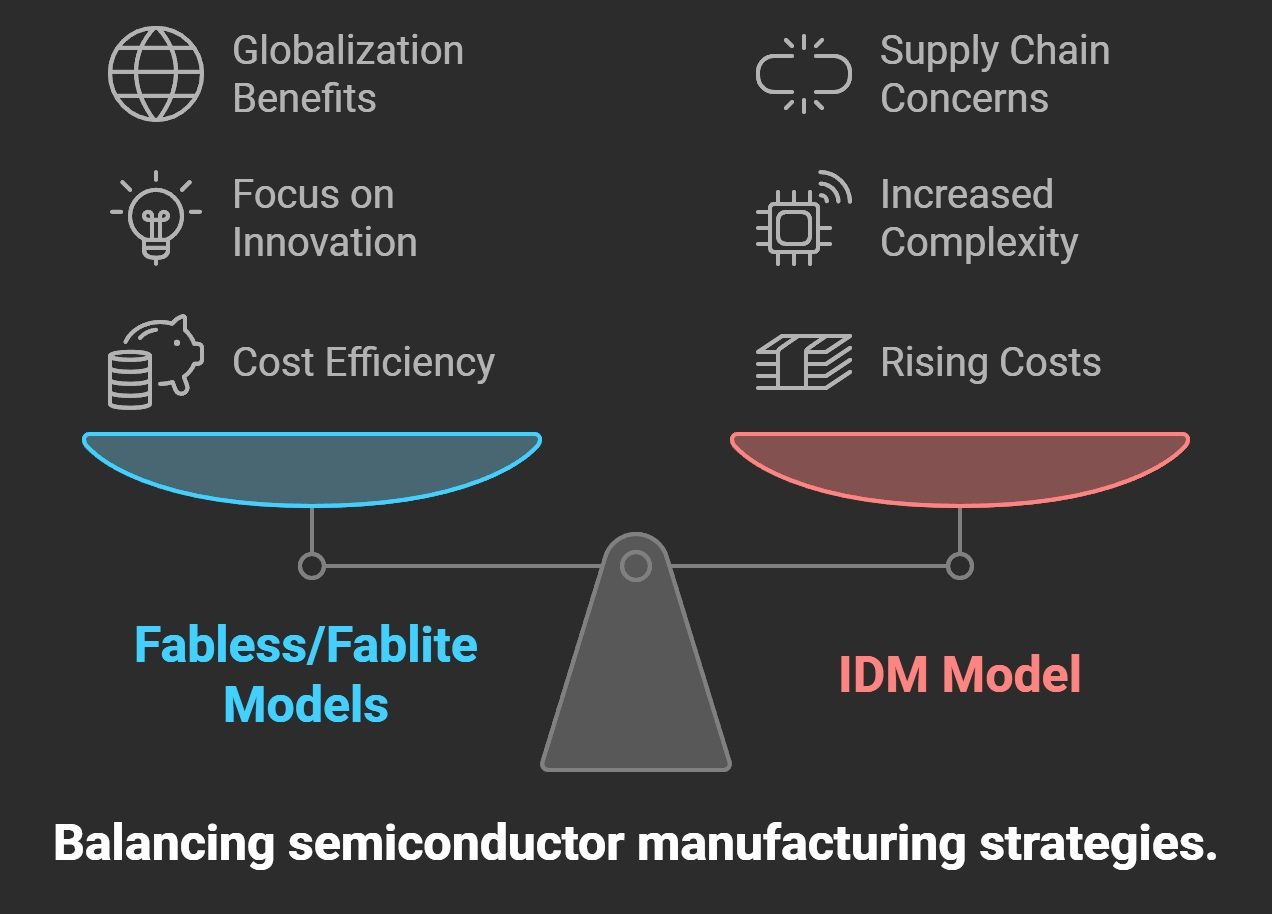 Globalization
Benefits
Focus on
Innovation
Cost Efficiency
Supply Chain
Concerns
Increased
Complexity
Rising Costs
Fabless/Fablite
Models
IDM Model
Balancing semiconductor manufacturing strategies.